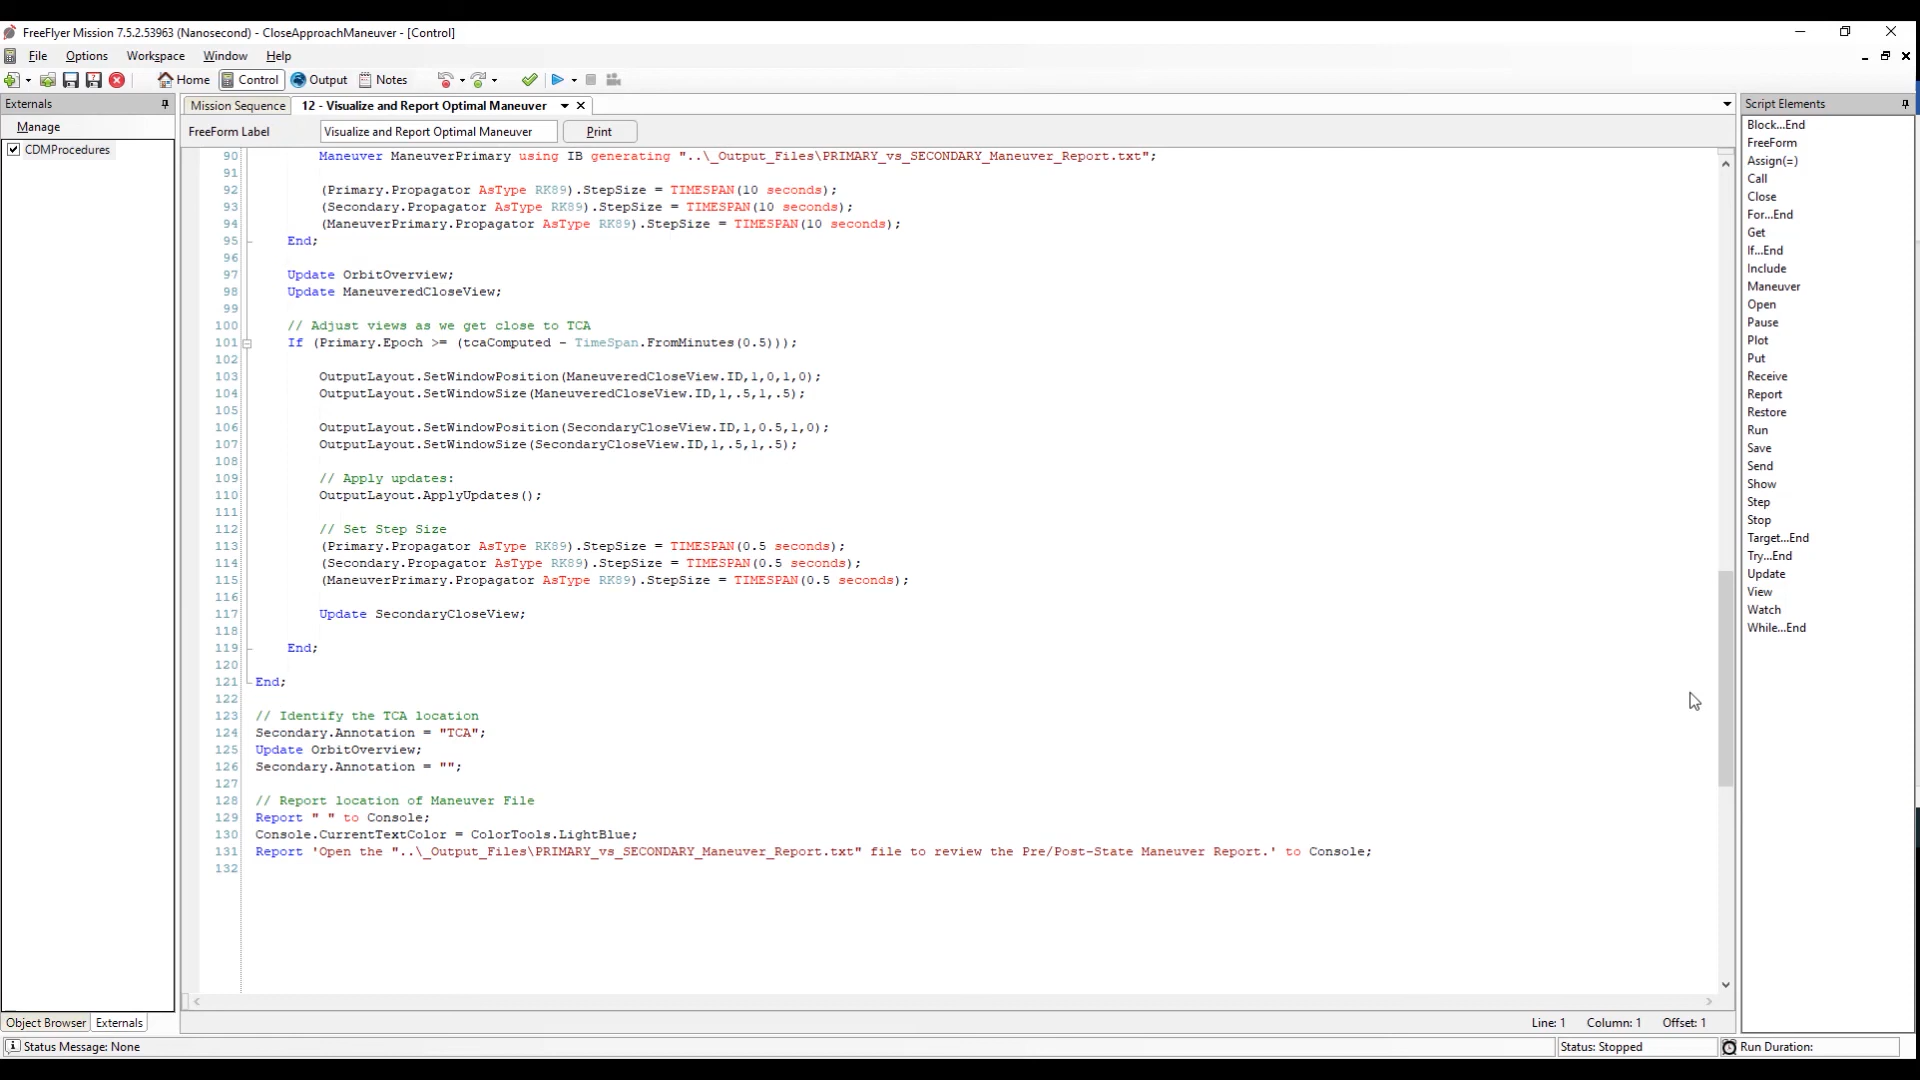 FreeFlyer Mission 7.5.2.53963 (Nanosecond) - CloseApproachManeuver - [Control]
File Options Workspace Window Help
Home Control Output Notes
Externals
Manage
CDMProcedures
Mission Sequence 12 - Visualize and Report Optimal Maneuver
FreeForm Label Visualize and Report Optimal Maneuver Print
90 Maneuver ManeuverPrimary using IB generating "..\_Output_Files\PRIMARY_vs_SECONDARY_Maneuver_Report.txt";
91
92 (Primary.Propagator AsType RK89).StepSize = TIMESPAN(10 seconds);
93 (Secondary.Propagator AsType RK89).StepSize = TIMESPAN(10 seconds);
94 (ManeuverPrimary.Propagator AsType RK89).StepSize = TIMESPAN(10 seconds);
95 End;
96
97 Update OrbitOverview;
98 Update ManeuveredCloseView;
99
100 // Adjust views as we get close to TCA
101 If (Primary.Epoch >= (tcaComputed - TimeSpan.FromMinutes(0.5)));
102
103 OutputLayout.SetWindowPosition(ManeuveredCloseView.ID,1,0,1,0);
104 OutputLayout.SetWindowSize(ManeuveredCloseView.ID,1,.5,1,.5);
105
106 OutputLayout.SetWindowPosition(SecondaryCloseView.ID,1,0.5,1,0);
107 OutputLayout.SetWindowSize(SecondaryCloseView.ID,1,.5,1,.5);
108
109 // Apply updates:
110 OutputLayout.ApplyUpdates();
111
112 // Set Step Size
113 (Primary.Propagator AsType RK89).StepSize = TIMESPAN(0.5 seconds);
114 (Secondary.Propagator AsType RK89).StepSize = TIMESPAN(0.5 seconds);
115 (ManeuverPrimary.Propagator AsType RK89).StepSize = TIMESPAN(0.5 seconds);
116
117 Update SecondaryCloseView;
118
119 End;
120
121 End;
122
123 // Identify the TCA location
124 Secondary.Annotation = "TCA";
125 Update OrbitOverview;
126 Secondary.Annotation = "";
127
128 // Report location of Maneuver File
129 Report " " to Console;
130 Console.CurrentTextColor = ColorTools.LightBlue;
131 Report 'Open the "..\_Output_Files\PRIMARY_vs_SECONDARY_Maneuver_Report.txt" file to review the Pre/Post-State Maneuver Report.' to Console;
132
Line: 1 Column: 1 Offset: 1
Script Elements
Block...End
FreeForm
Assign(=)
Call
Close
For...End
Get
If...End
Include
Maneuver
Open
Pause
Plot
Put
Receive
Report
Restore
Run
Save
Send
Show
Step
Stop
Target...End
Try...End
Update
View
Watch
While...End
Object Browser Externals
Status Message: None
Status: Stopped
Run Duration: